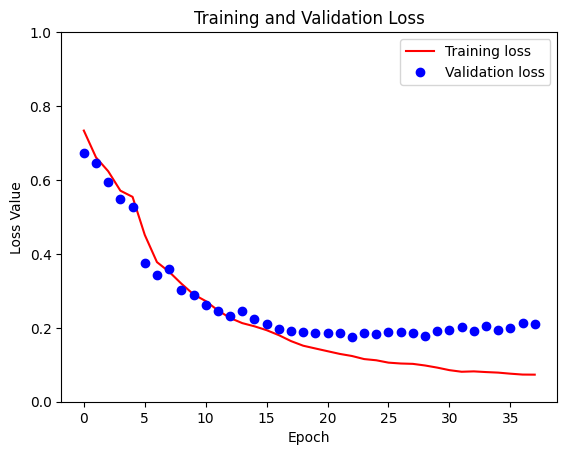 Training and Validation Loss
Training loss
Validation loss
Loss Value
1.0
0.8
0.6
0.4
0.2
0.0
0 5 10 15 20 25 30 35
Epoch